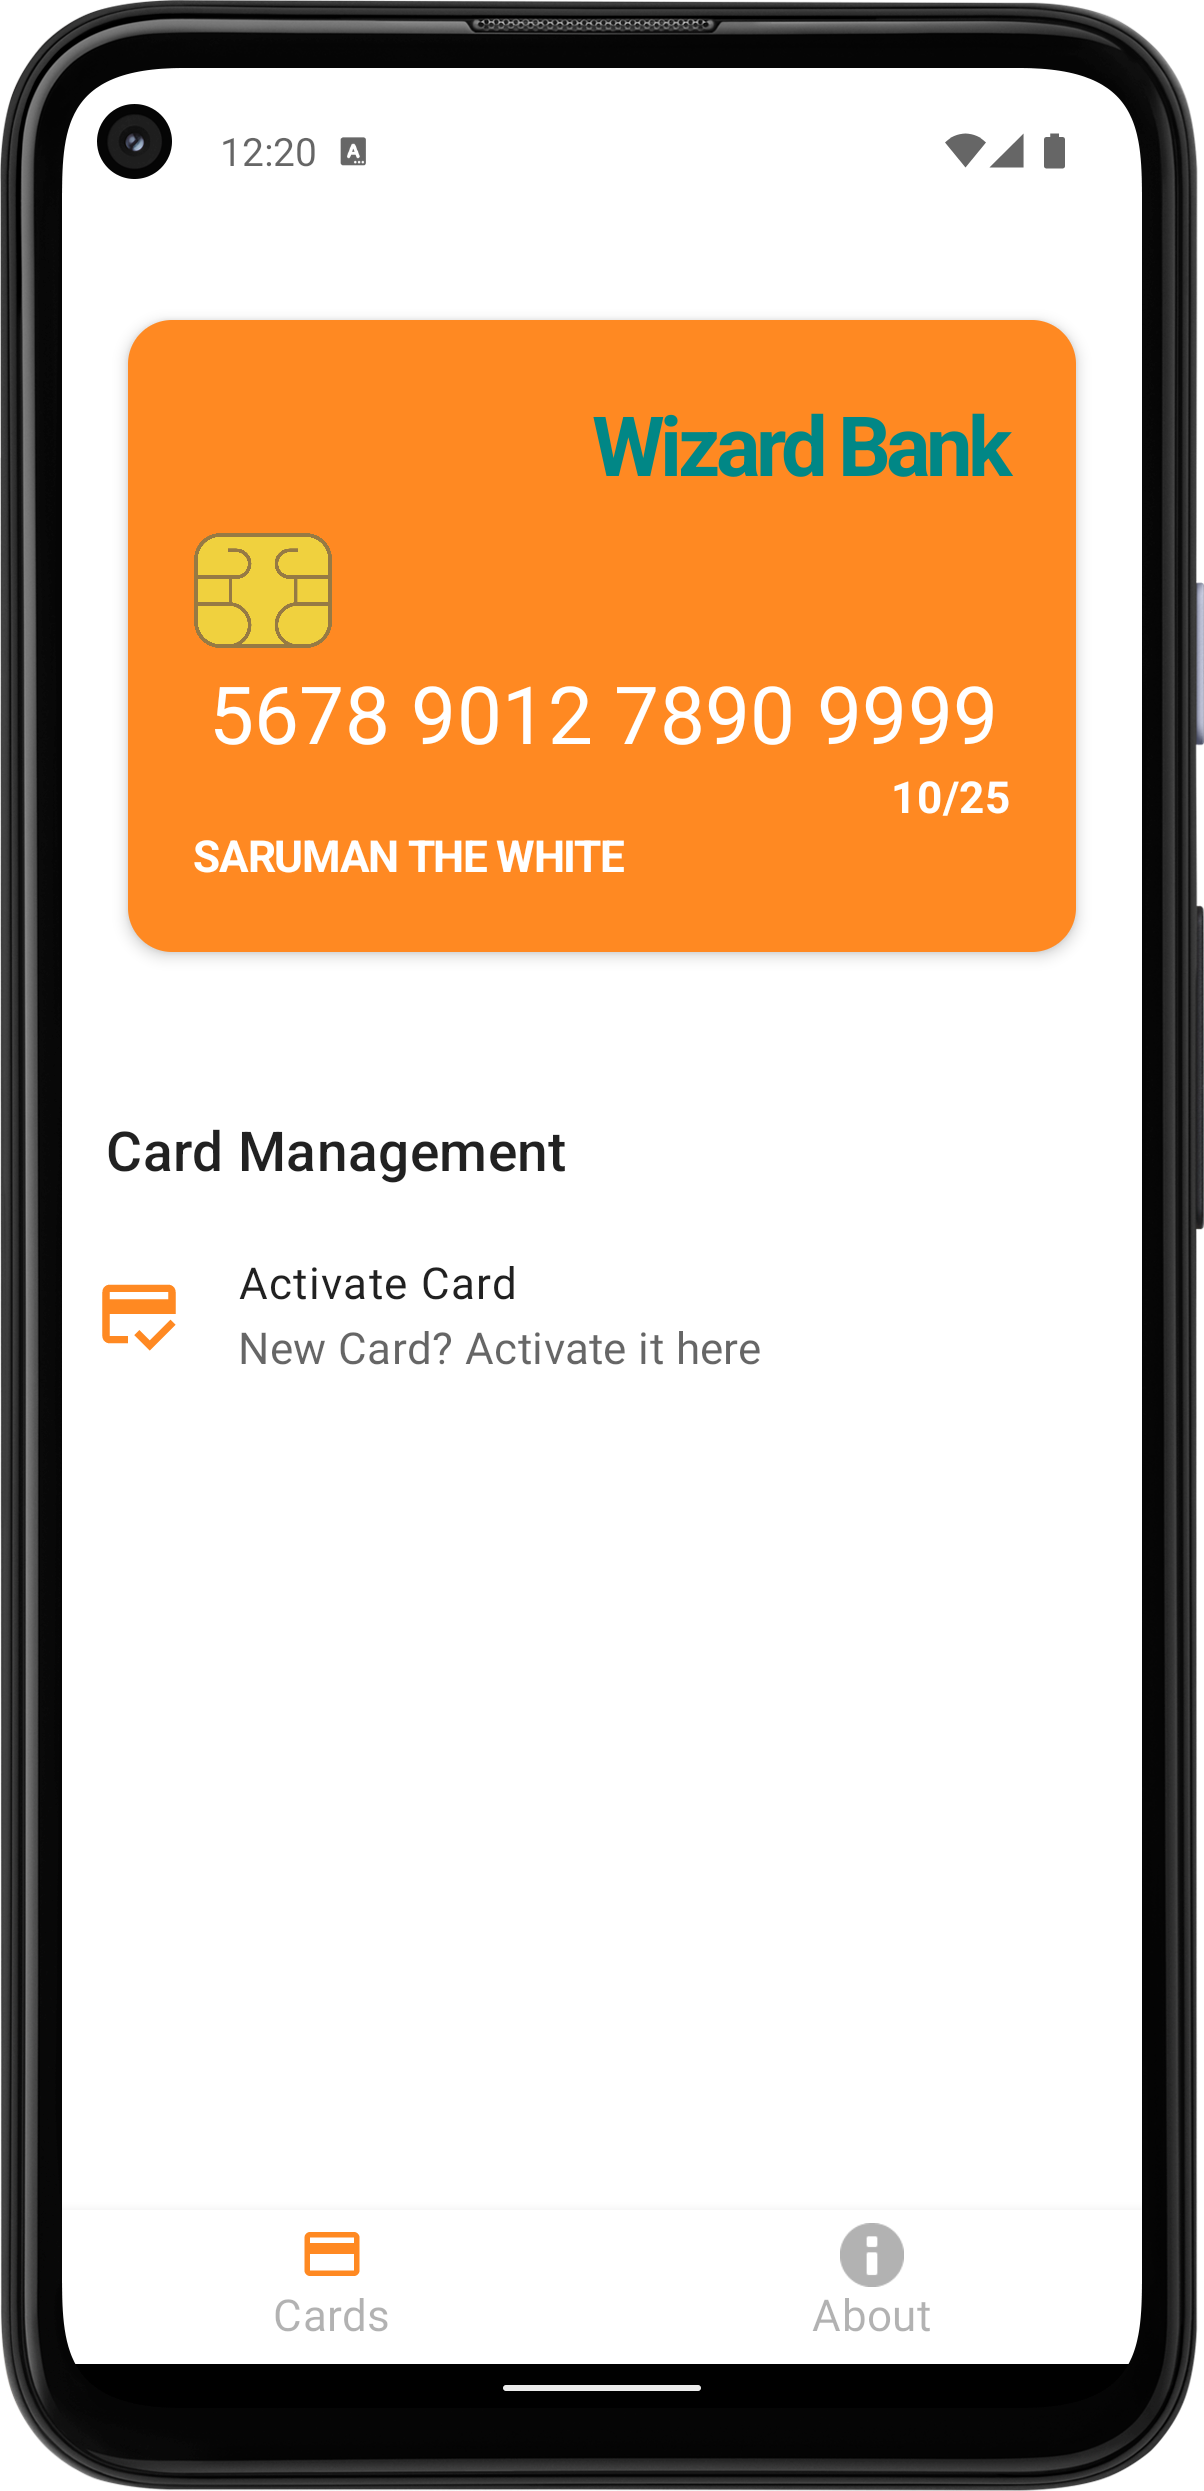 12:20
Wizard Bank
5678 9012 7890 9999
10/25
SARUMAN THE WHITE
Card Management
Activate Card
New Card? Activate it here
Cards
About